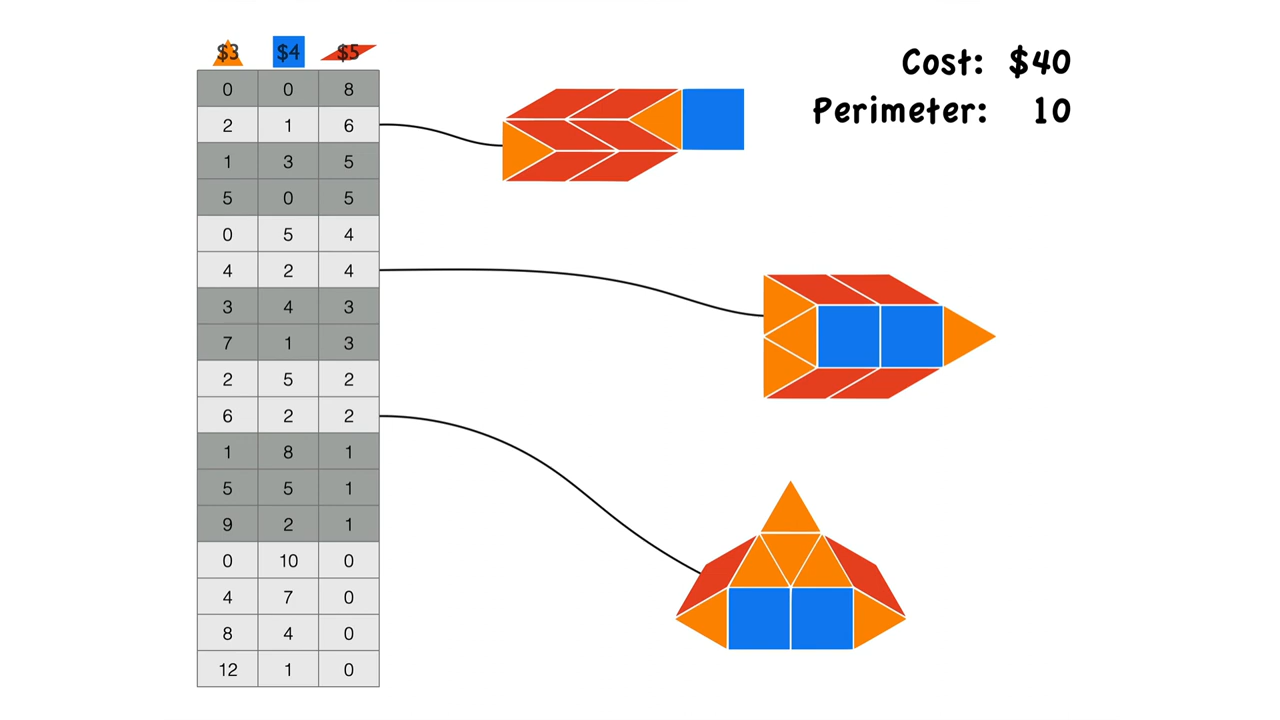 $3 $4 $5
Cost: $40
Perimeter: 10
0 0 8
2 1 6
1 3 5
5 0 5
0 5 4
4 2 4
3 4 3
7 1 3
2 5 2
6 2 2
1 8 1
5 5 1
9 2 1
0 10 0
4 7 0
8 4 0
12 1 0